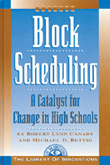 Block
Scheduling
A Catalyst for
Change in High Schools
BY ROBERT LYNN CANADY
AND MICHAEL D. RETTIG
THE LIBRARY OF INNOVATIONS